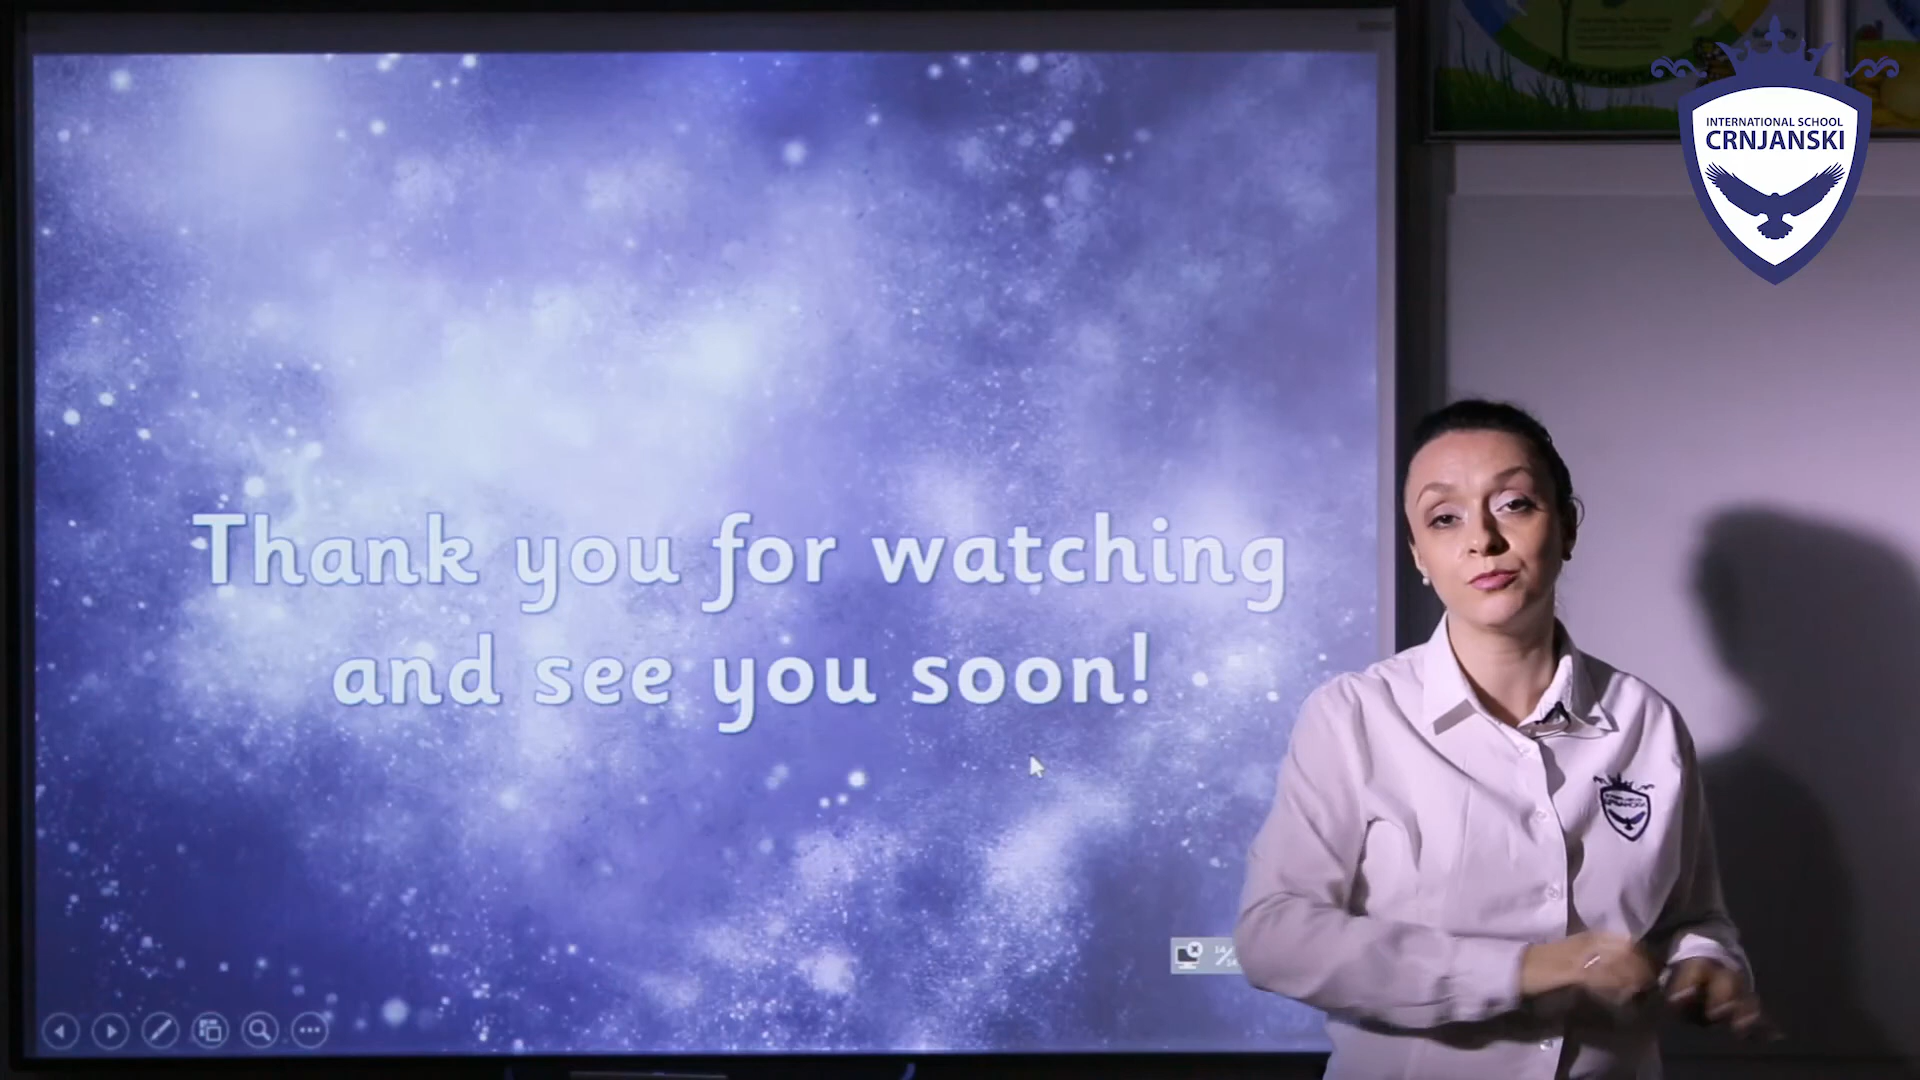 INTERNATIONAL SCHOOL
CRNJANSKI
Thank you for watching
and see you soon!